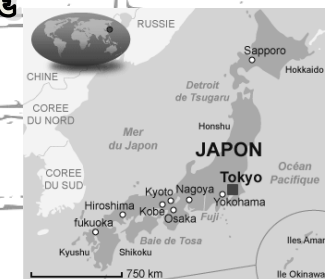 RUSSIE
Sapporo
Hokkaido
CHINE
Detroit
de Tsugaru
COREE
DU NORD
Honshu
Mer
du Japon
JAPON
Océan
Pacifique
COREE
DU SUD
Tokyo
Kyoto
Nagoya
Hiroshima
Yokohama
Kobe
Osaka
Fuji
fukuoka
Baie de Tosa
Kyushu
Shikoku
Iles Amar
750 km
Ile Okinawa